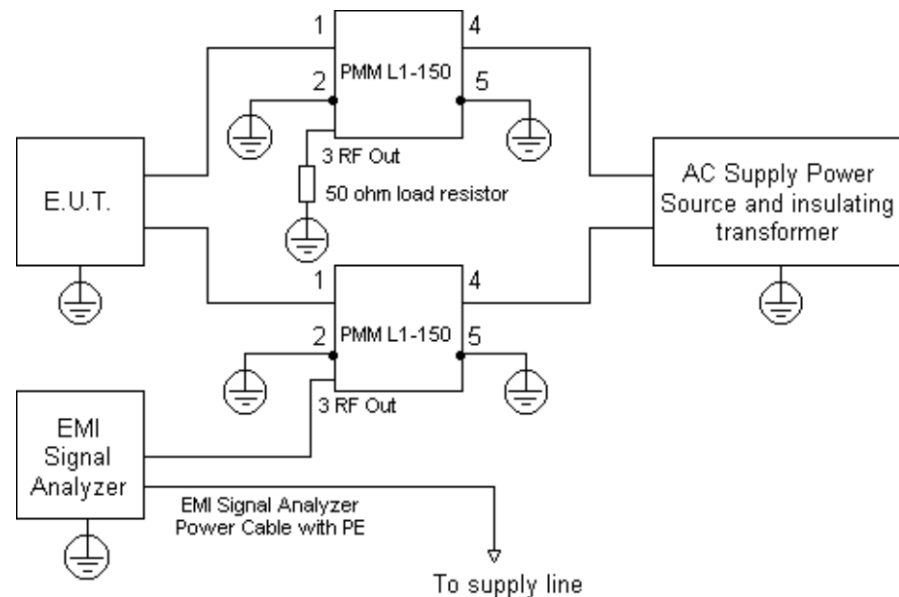 1
4
PMM L1-150
2
5
3 RF Out
50 ohm load resistor
E.U.T.
AC Supply Power
Source and insulating
transformer
1
4
PMM L1-150
2
5
3 RF Out
EMI
Signal
Analyzer
EMI Signal Analyzer
Power Cable with PE
To supply line